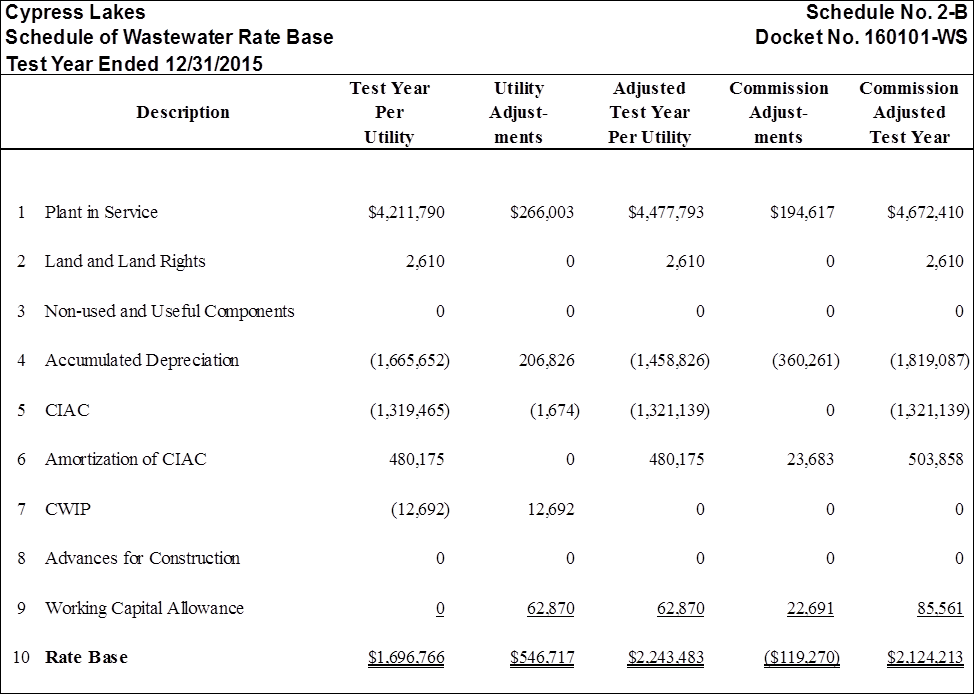 Cypress Lakes Schedule No. 2-B
Schedule of Wastewater Rate Base Docket No. 160101-WS
Test Year Ended 12/31/2015
Test Year Utility Adjusted Commission Commission
Description Per Adjust- Test Year Adjust- Adjusted
Utility ments Per Utility ments Test Year
1 Plant in Service $4,211,790 $266,003 $4,477,793 $194,617 $4,672,410
2 Land and Land Rights 2,610 0 2,610 0 2,610
3 Non-used and Useful Components 0 0 0 0 0
4 Accumulated Depreciation (1,665,652) 206,826 (1,458,826) (360,261) (1,819,087)
5 CIAC (1,319,465) (1,674) (1,321,139) 0 (1,321,139)
6 Amortization of CIAC 480,175 0 480,175 23,683 503,858
7 CWIP (12,692) 12,692 0 0 0
8 Advances for Construction 0 0 0 0 0
9 Working Capital Allowance 0 62,870 62,870 22,691 85,561
10 Rate Base $1,696,766 $546,717 $2,243,483 ($119,270) $2,124,213